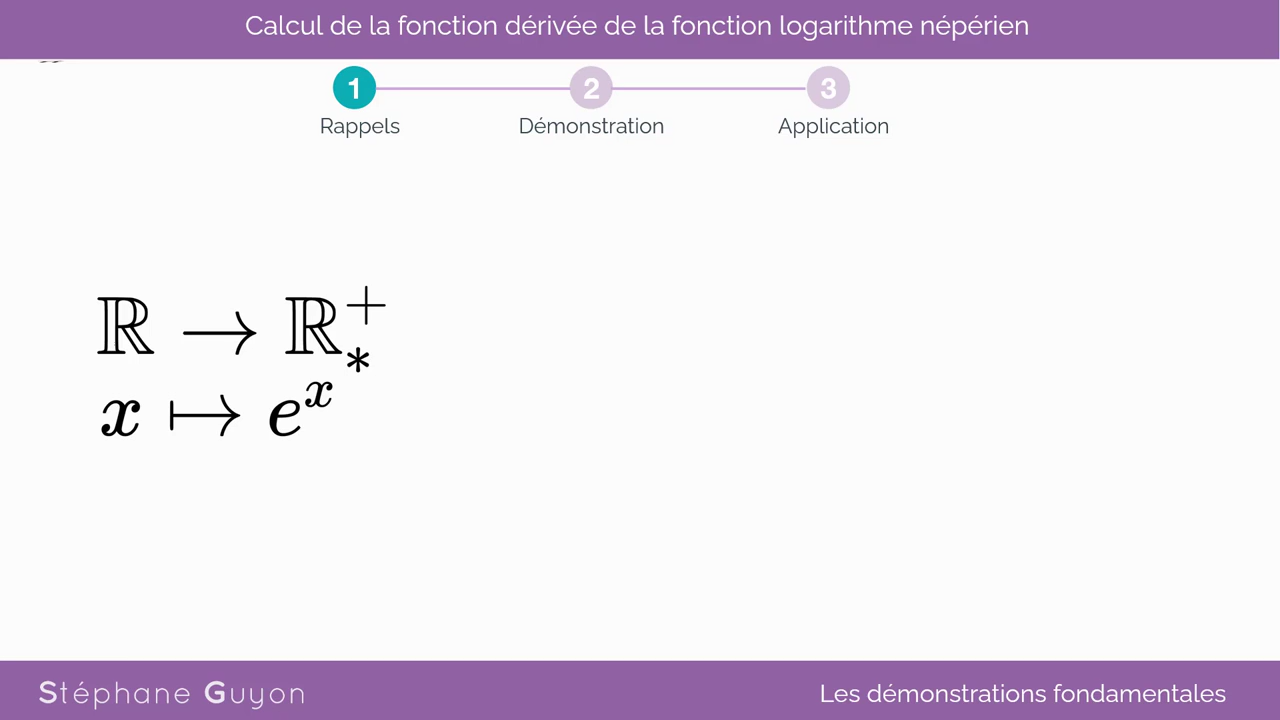 Calcul de la fonction dérivée de la fonction logarithme népérien
1 2 3
Rappels Démonstration Application
ℝ → ℝ⁺₊
x ↦ eˣ
Stéphane Guyon Les démonstrations fondamentales